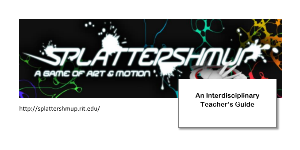 SPLATTERSHMUP
A GAME OF ART & MOTION
An Interdisciplinary
Teacher's Guide
http://splattershmup.rit.edu/